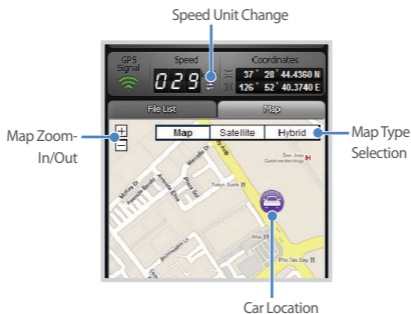 Speed Unit Change
GPS
Signal
Speed
Coordinates
029
37° 28' 44.4360 N
126° 52' 40.3740 E
File List
Map
Map Zoom-
In/Out
+
-
Map
Satellite
Hybrid
Map Type
Selection
H
Car Location